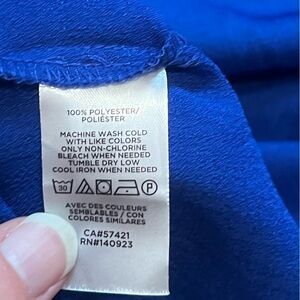 100% POLYESTER/
POLIÉSTER
MACHINE WASH COLD
WITH LIKE COLORS
ONLY NON-CHLORINE
BLEACH WHEN NEEDED
TUMBLE DRY LOW
COOL IRON WHEN NEEDED
30 P
AVEC DES COULEURS
SEMBLABLES / CON
COLORES SIMILARES
CA#57421
RN#140923